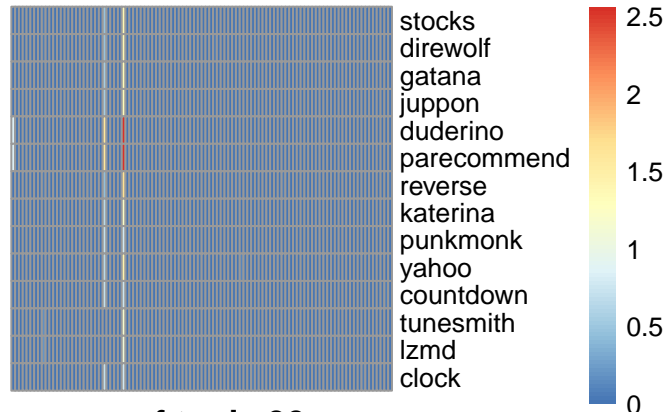 stocks
direwolf
gatana
juppon
duderino
parecommend
reverse
katerina
punkmonk
yahoo
countdown
tunesmith
lzmd
clock
2.5
2
1.5
1
0.5
0